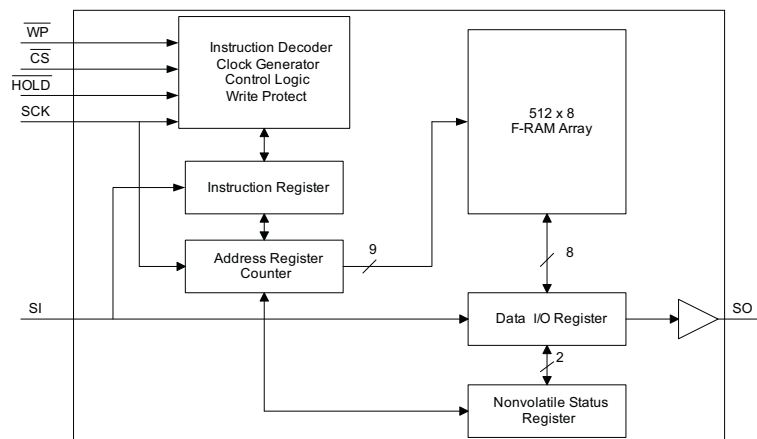 WP
CS
HOLD
SCK
Instruction Decoder
Clock Generator
Control Logic
Write Protect
512 x 8
F-RAM Array
Instruction Register
Address Register
Counter
9
8
SI
Data I/O Register
SO
2
Nonvolatile Status
Register